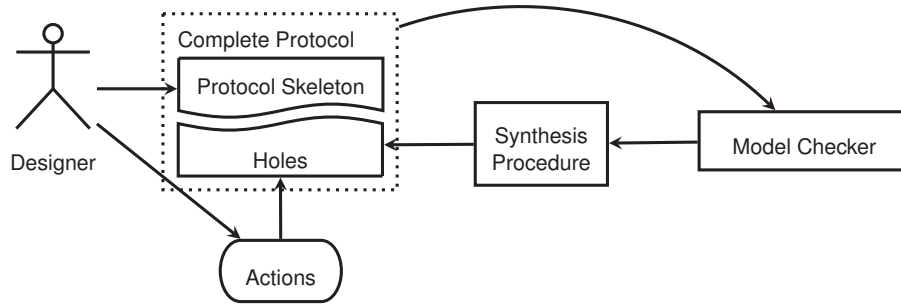 Complete Protocol
Protocol Skeleton
Holes
Designer
Synthesis
Procedure
Model Checker
Actions